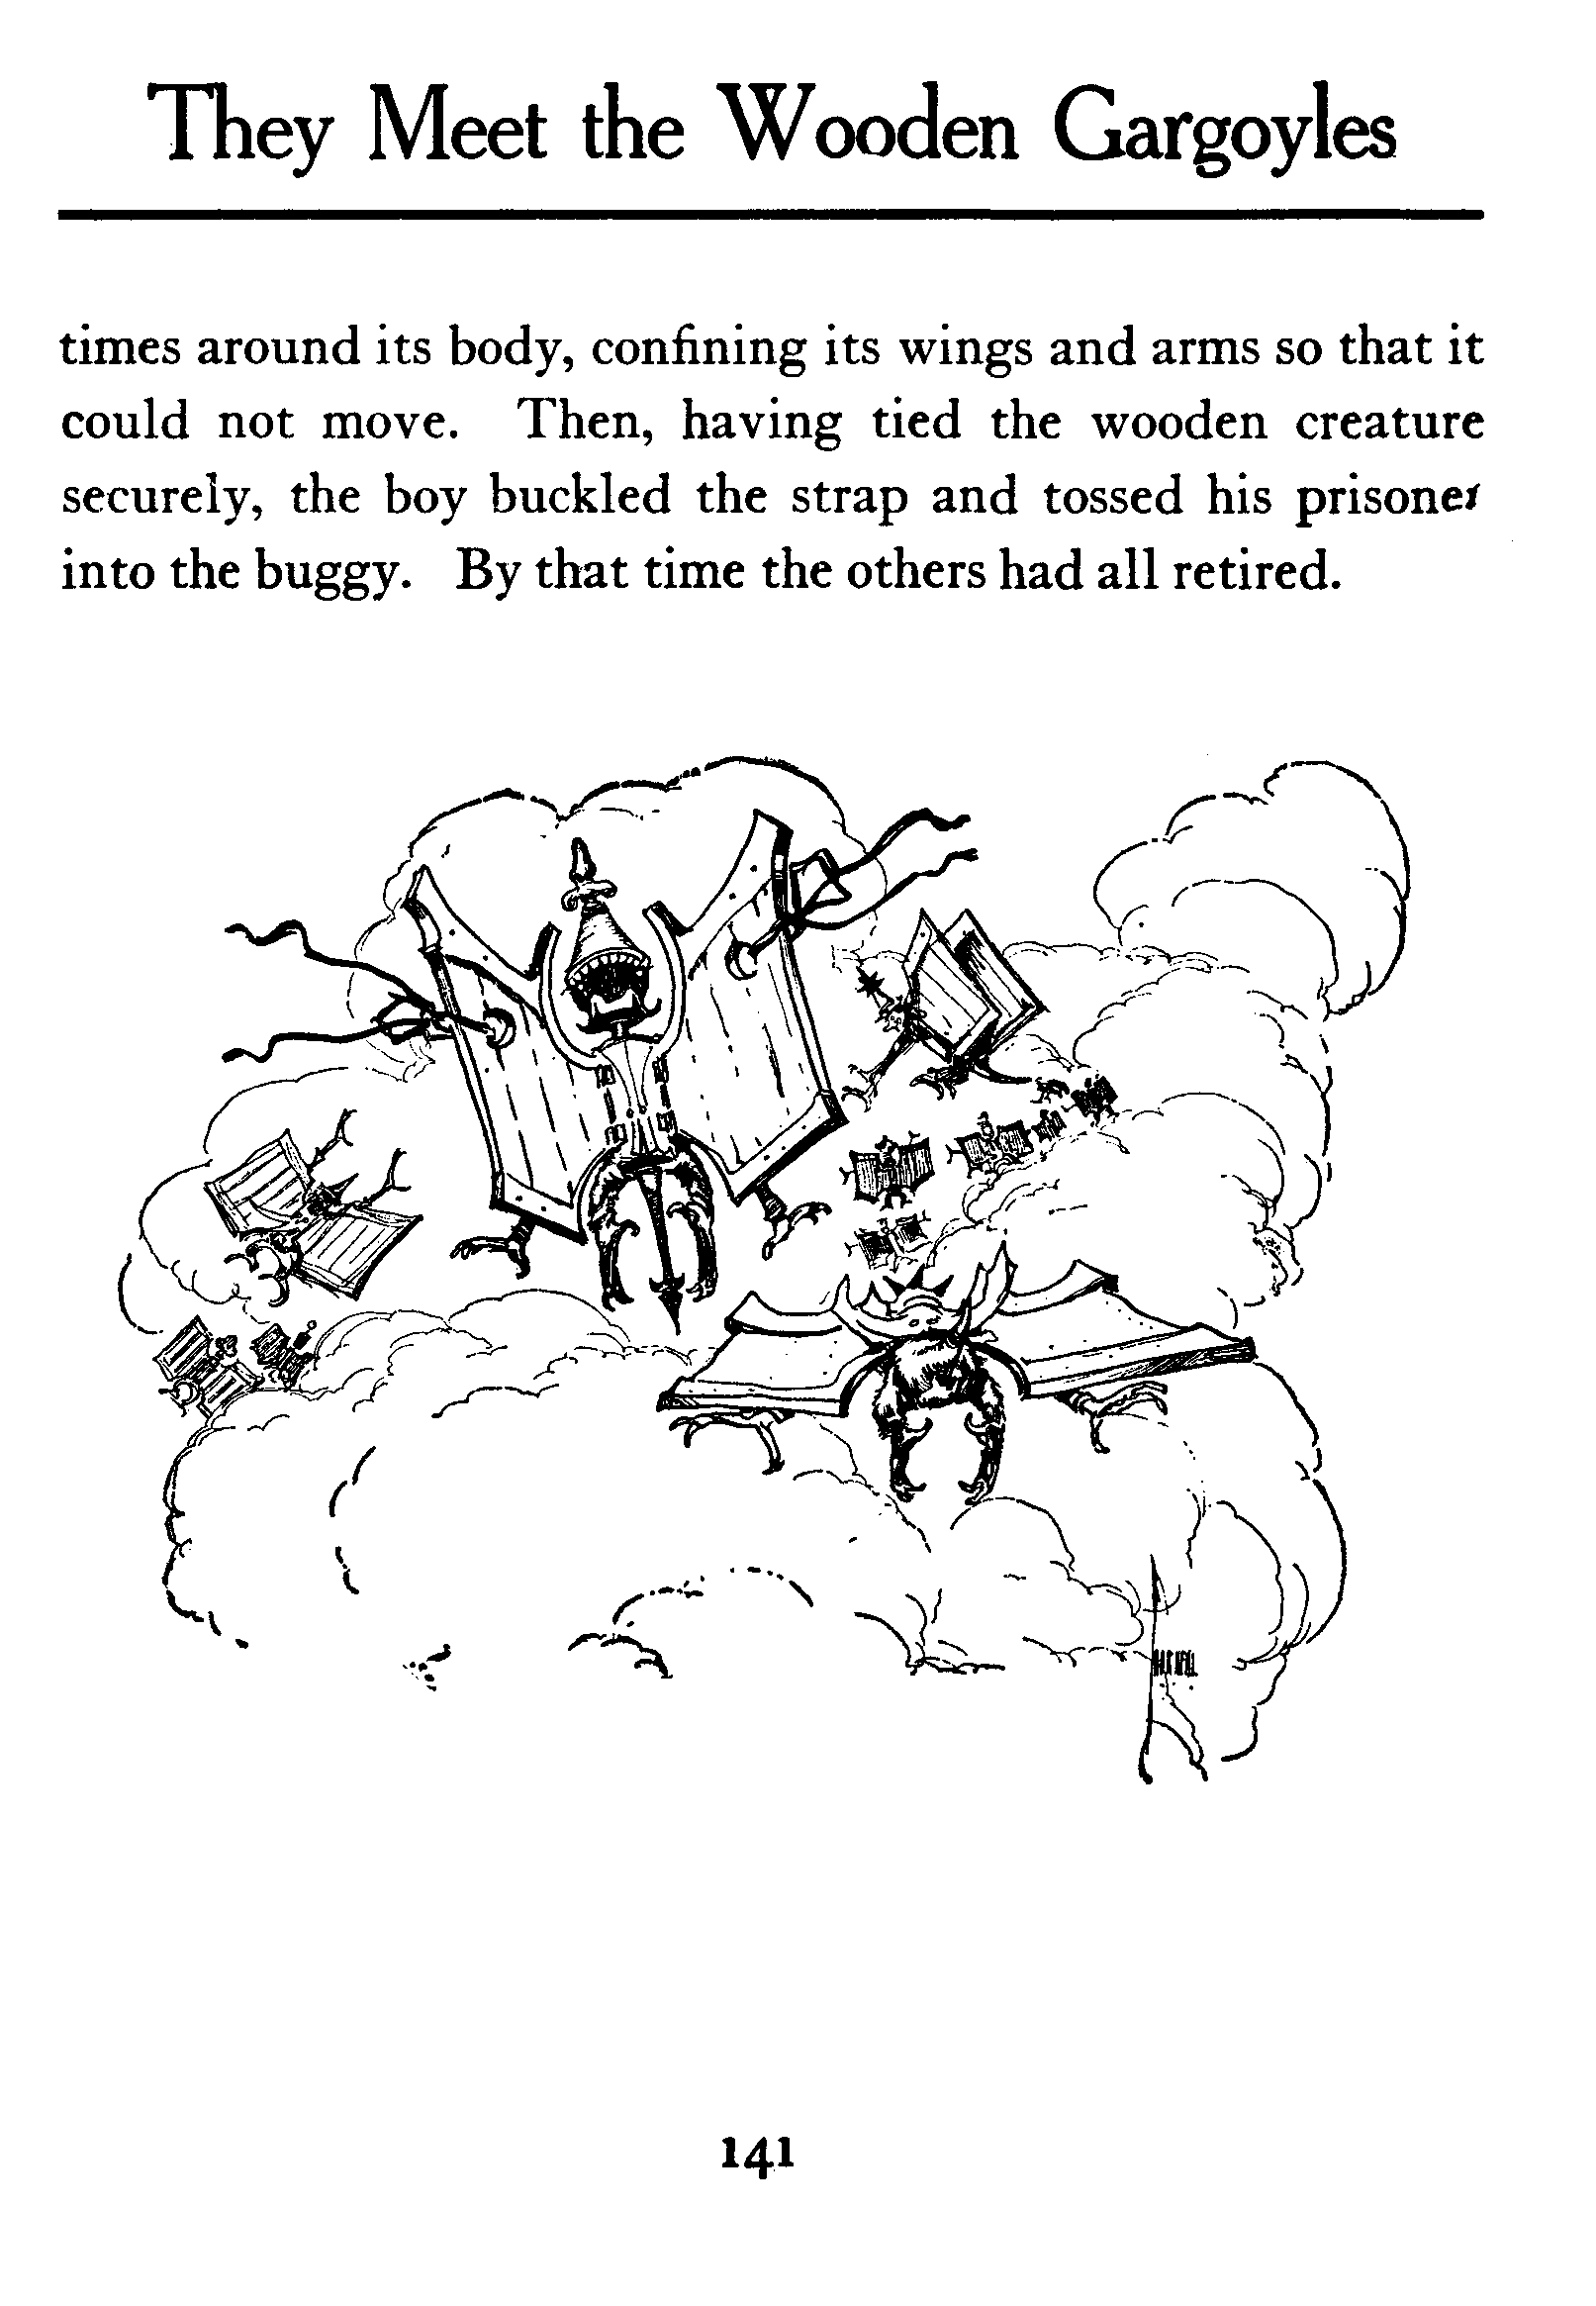 They Meet the Wooden Gargoyles
times around its body, confining its wings and arms so that it
could not move. Then, having tied the wooden creature
securely, the boy buckled the strap and tossed his prisoner
into the buggy. By that time the others had all retired.
141